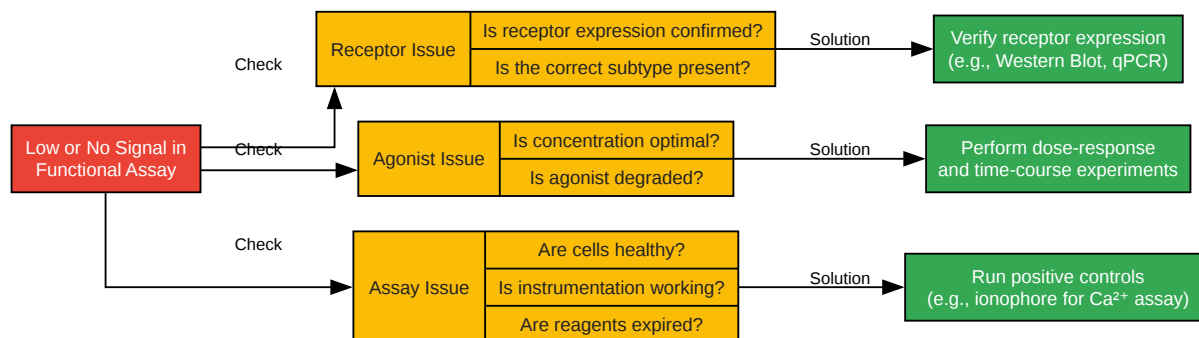 Low or No Signal in
Functional Assay
Check
Receptor Issue
Is receptor expression confirmed?
Is the correct subtype present?
Solution
Verify receptor expression
(e.g., Western Blot, qPCR)
Check
Agonist Issue
Is concentration optimal?
Is agonist degraded?
Solution
Perform dose-response
and time-course experiments
Check
Assay Issue
Are cells healthy?
Is instrumentation working?
Are reagents expired?
Solution
Run positive controls
(e.g., ionophore for Ca²⁺ assay)